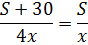 S + 30 / 4x = S / x